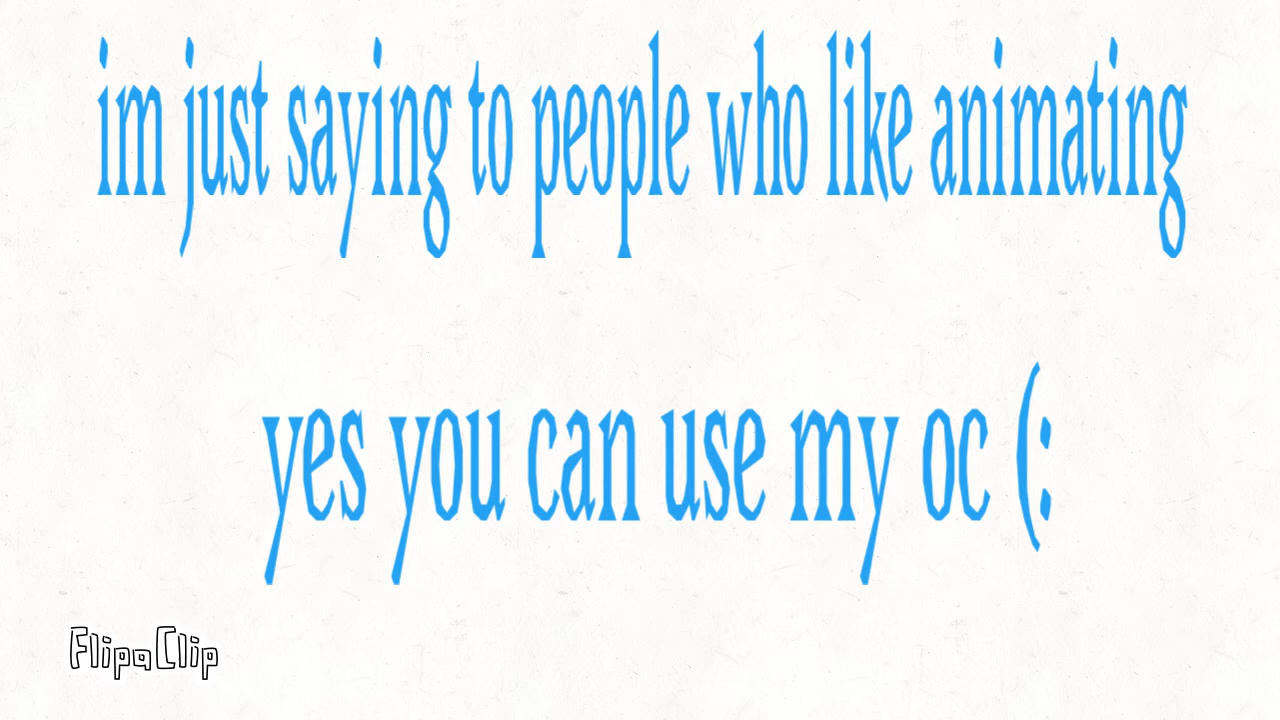 im just saying to people who like animating
yes you can use my oc (:
FlipaClip